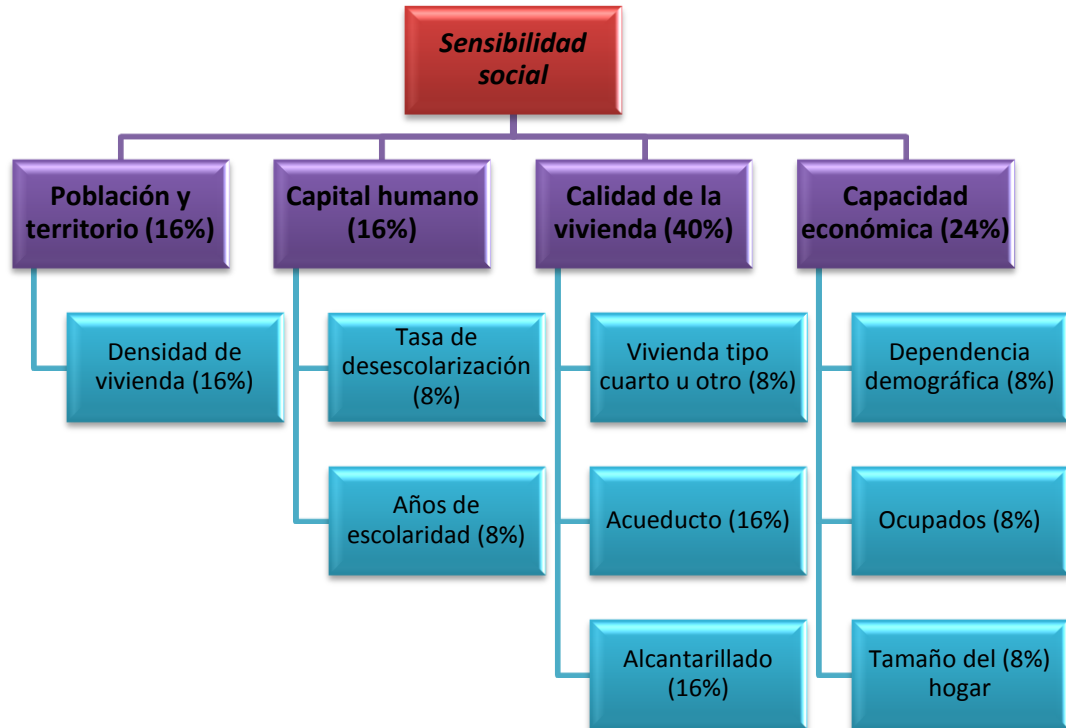 Sensibilidad
social
Población y
territorio (16%)
Capital humano
(16%)
Calidad de la
vivienda (40%)
Capacidad
económica (24%)
Densidad de
vivienda (16%)
Tasa de
desescolarización
(8%)
Años de
escolaridad (8%)
Vivienda tipo
cuarto u otro (8%)
Acueducto (16%)
Alcantarillado
(16%)
Dependencia
demográfica (8%)
Ocupados (8%)
Tamaño del (8%)
hogar